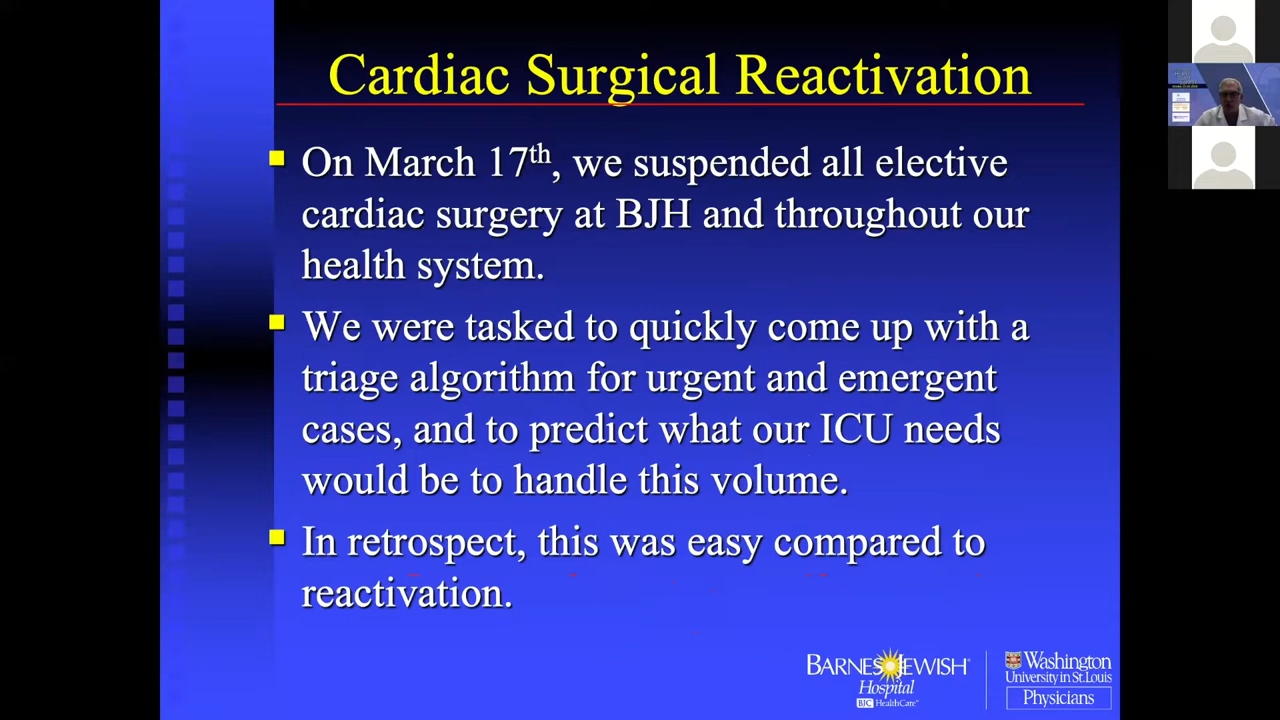 Cardiac Surgical Reactivation
On March 17th, we suspended all elective
cardiac surgery at BJH and throughout our
health system.
We were tasked to quickly come up with a
triage algorithm for urgent and emergent
cases, and to predict what our ICU needs
would be to handle this volume.
In retrospect, this was easy compared to
reactivation.
BARNES JEWISH
Hospital
BJC HealthCare
Washington
University in St. Louis
Physicians